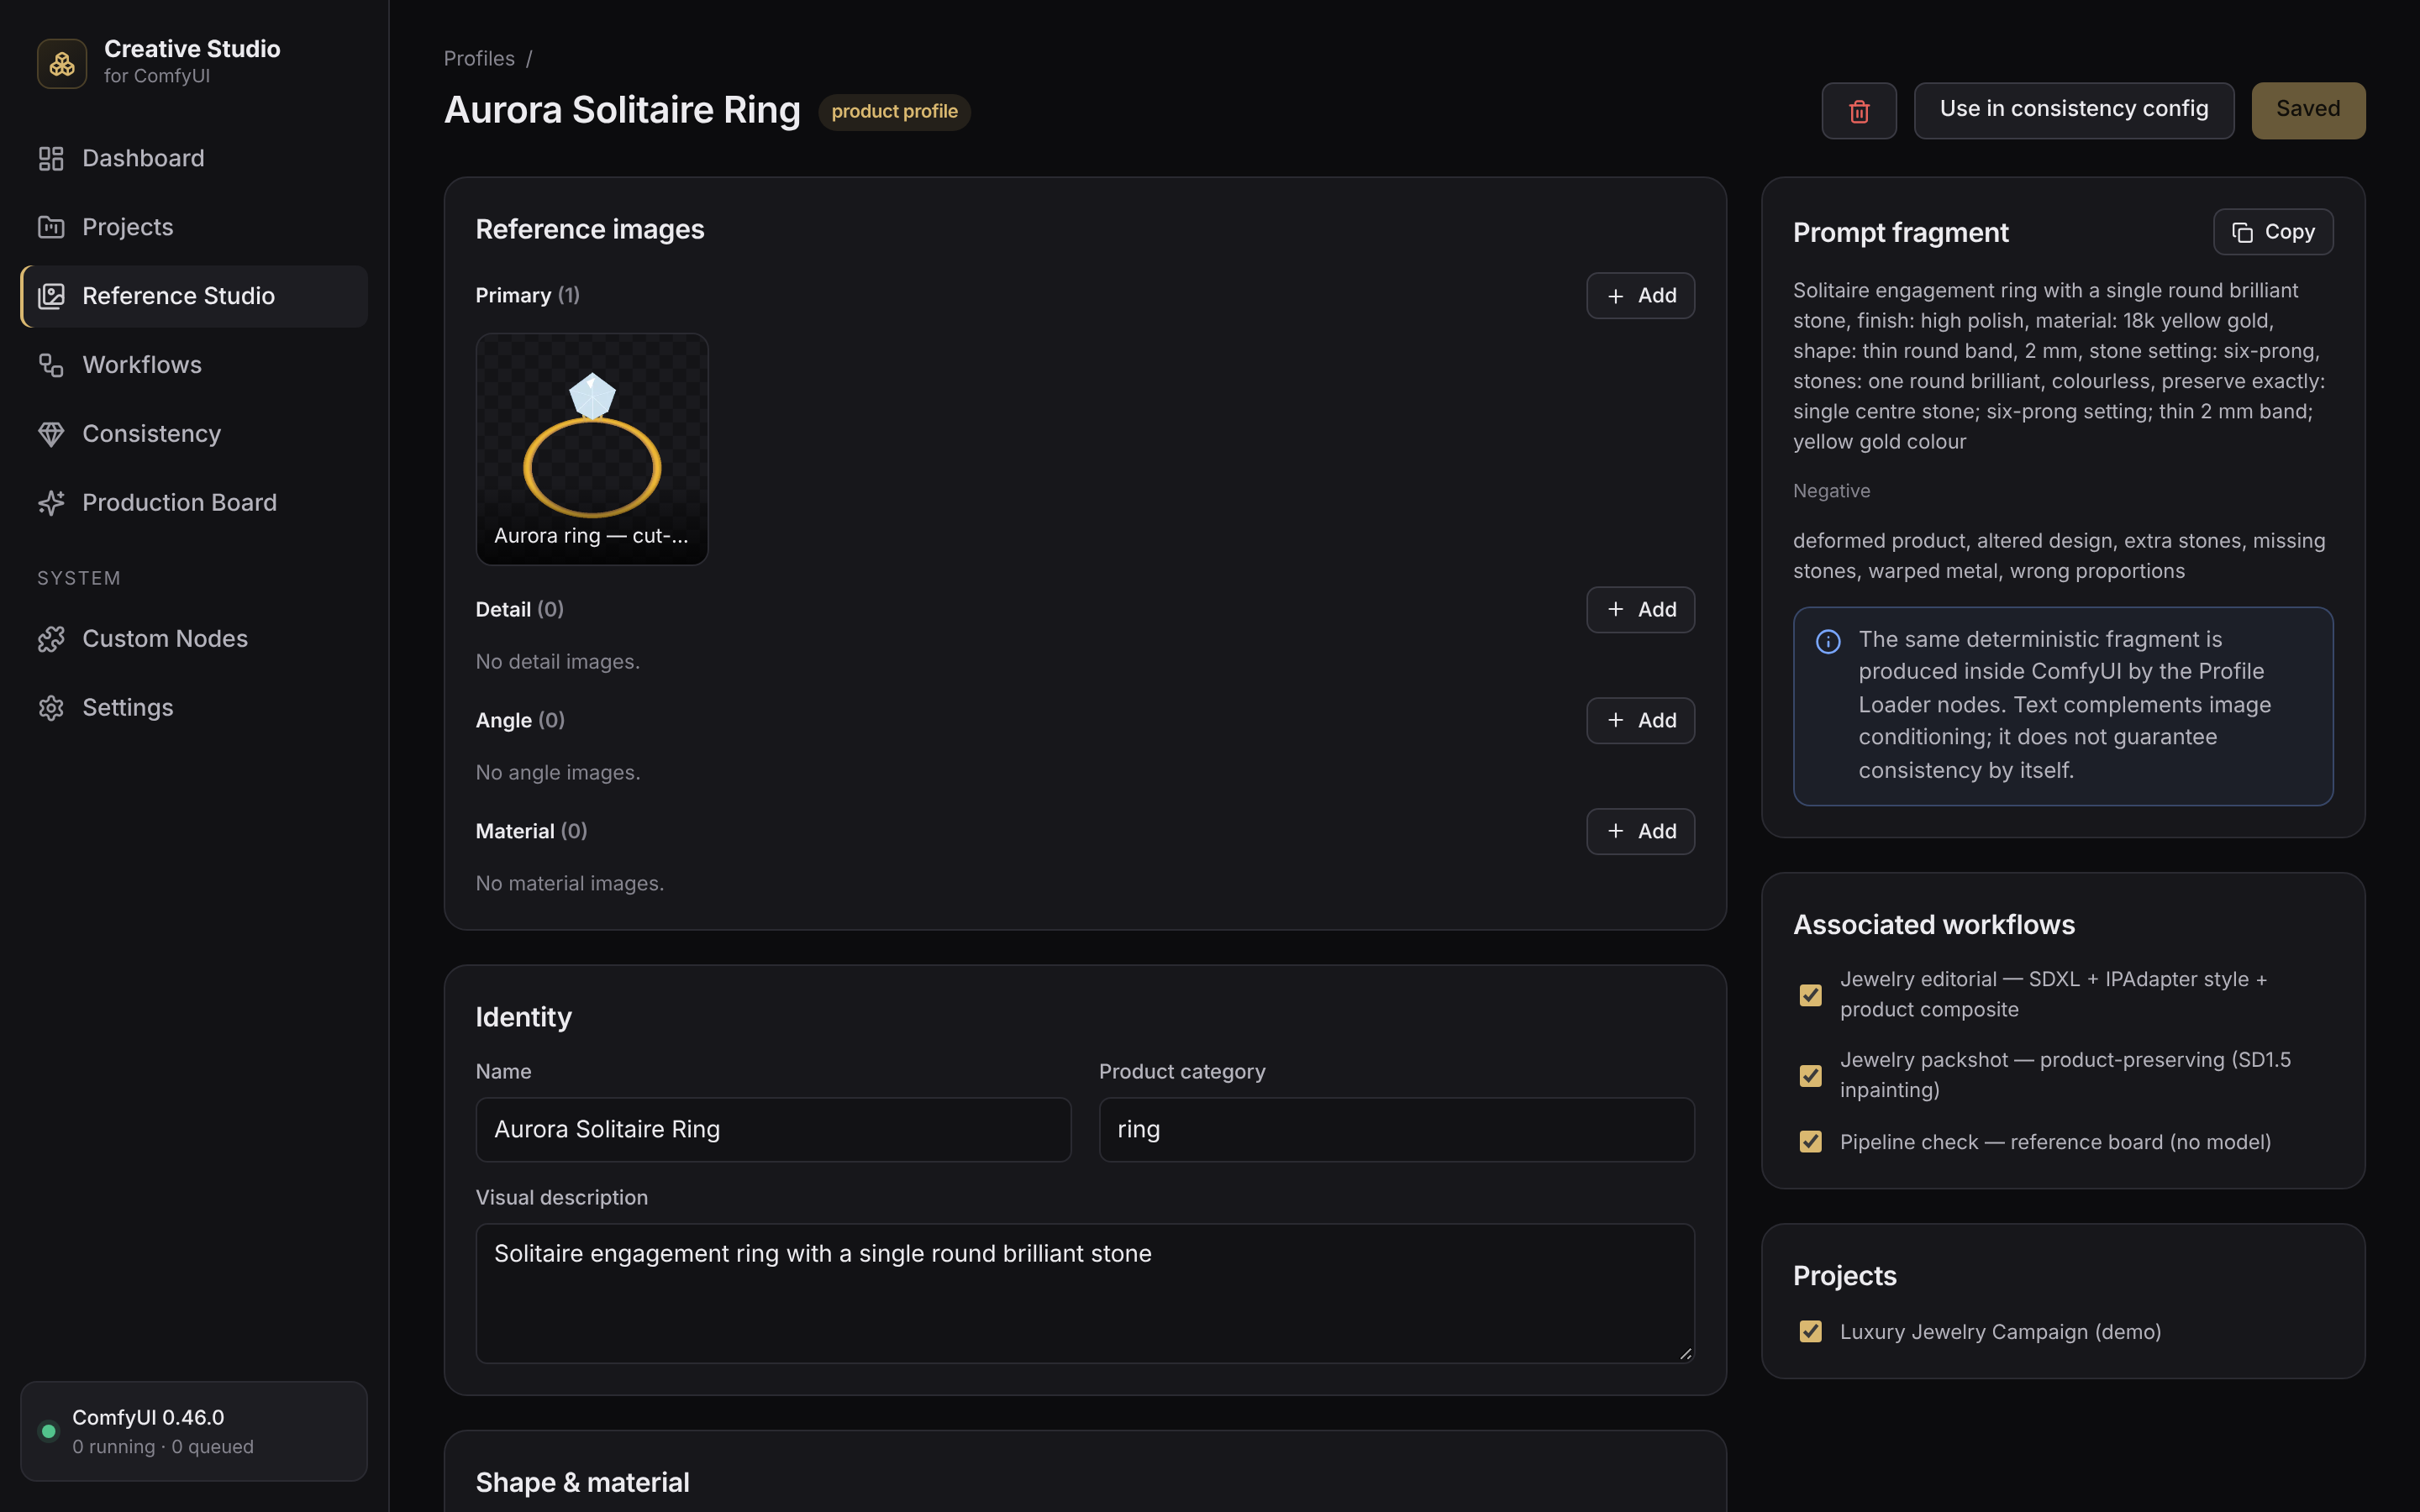 Creative Studio
for ComfyUI
Dashboard
Projects
Reference Studio
Workflows
Consistency
Production Board
SYSTEM
Custom Nodes
Settings
ComfyUI 0.46.0
0 running · 0 queued
Profiles /
Aurora Solitaire Ring
product profile
Use in consistency config
Saved
Reference images
Primary (1)
Add
Aurora ring — cut-...
Detail (0)
Add
No detail images.
Angle (0)
Add
No angle images.
Material (0)
Add
No material images.
Identity
Name
Product category
Aurora Solitaire Ring
ring
Visual description
Solitaire engagement ring with a single round brilliant stone
Shape & material
Prompt fragment
Copy
Solitaire engagement ring with a single round brilliant
stone, finish: high polish, material: 18k yellow gold,
shape: thin round band, 2 mm, stone setting: six-prong,
stones: one round brilliant, colourless, preserve exactly:
single centre stone; six-prong setting; thin 2 mm band;
yellow gold colour
Negative
deformed product, altered design, extra stones, missing
stones, warped metal, wrong proportions
The same deterministic fragment is
produced inside ComfyUI by the Profile
Loader nodes. Text complements image
conditioning; it does not guarantee
consistency by itself.
Associated workflows
Jewelry editorial — SDXL + IPAdapter style +
product composite
Jewelry packshot — product-preserving (SD1.5
inpainting)
Pipeline check — reference board (no model)
Projects
Luxury Jewelry Campaign (demo)